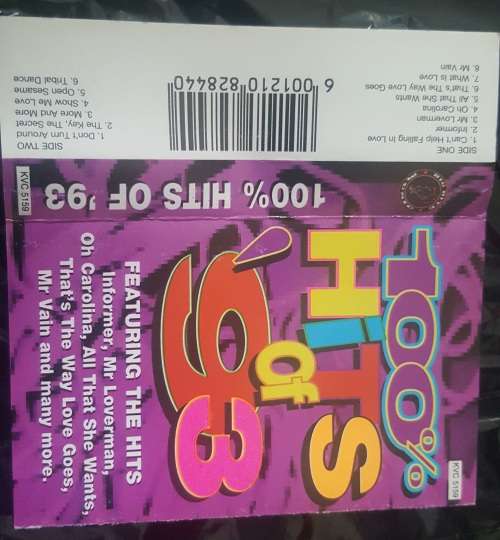 100%
HiTS
OF
'93
KVC 5159
FEATURING THE HITS
Informer, Mr Loverman,
Oh Carolina, All That She Wants,
That's The Way Love Goes,
Mr Vain and many more.
100% HITS OF '93
KVC 5159
SIDE ONE
1. Can't Help Falling In Love
2. Informer
3. Mr Loverman
4. Oh Carolina
5. All That She Wants
6. That's The Way Love Goes
7. What is Love
8. Mr Vain
6 001210 828440
SIDE TWO
1. Don't Turn Around
2. The, Key, The Secret
3. More And More
4. Show Me Love
5. Open Sesame
6. Tribal Dance